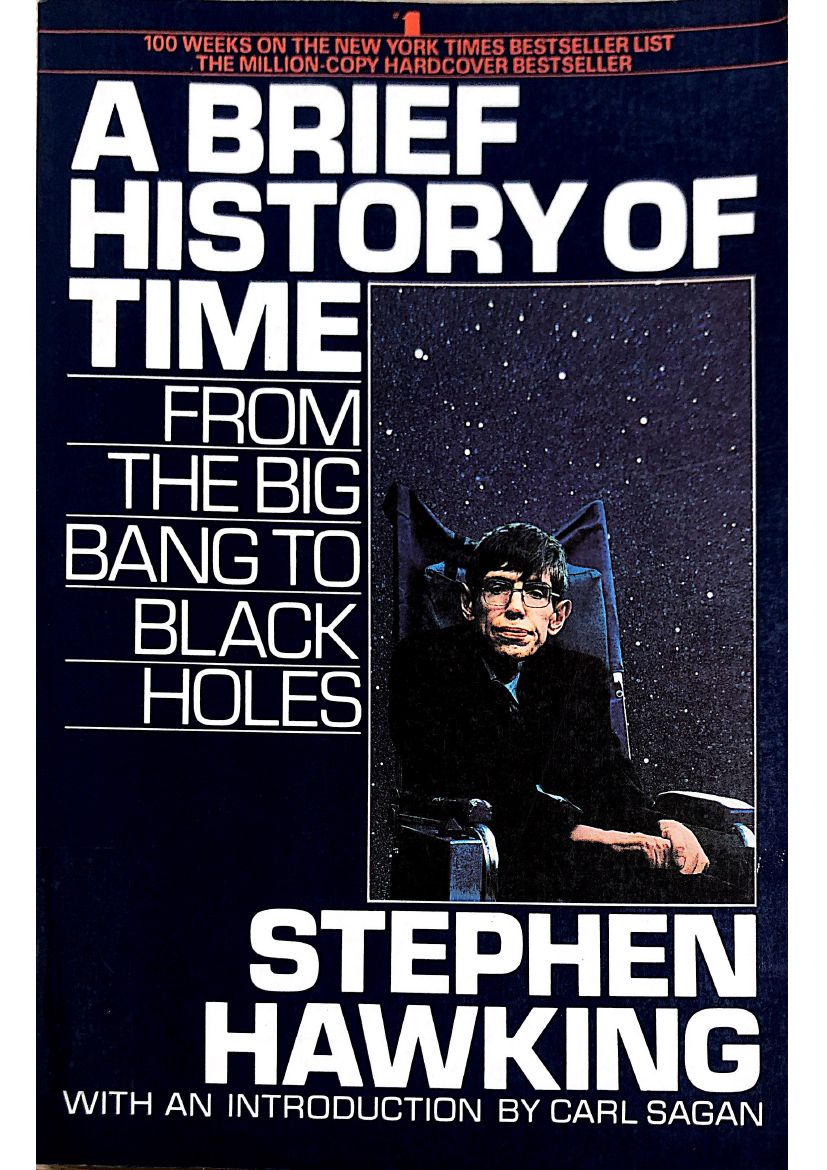 #1
100 WEEKS ON THE NEW YORK TIMES BESTSELLER LIST
THE MILLION-COPY HARDCOVER BESTSELLER
A BRIEF
HISTORY OF
TIME
FROM
THE BIG
BANG TO
BLACK
HOLES
STEPHEN
HAWKING
WITH AN INTRODUCTION BY CARL SAGAN